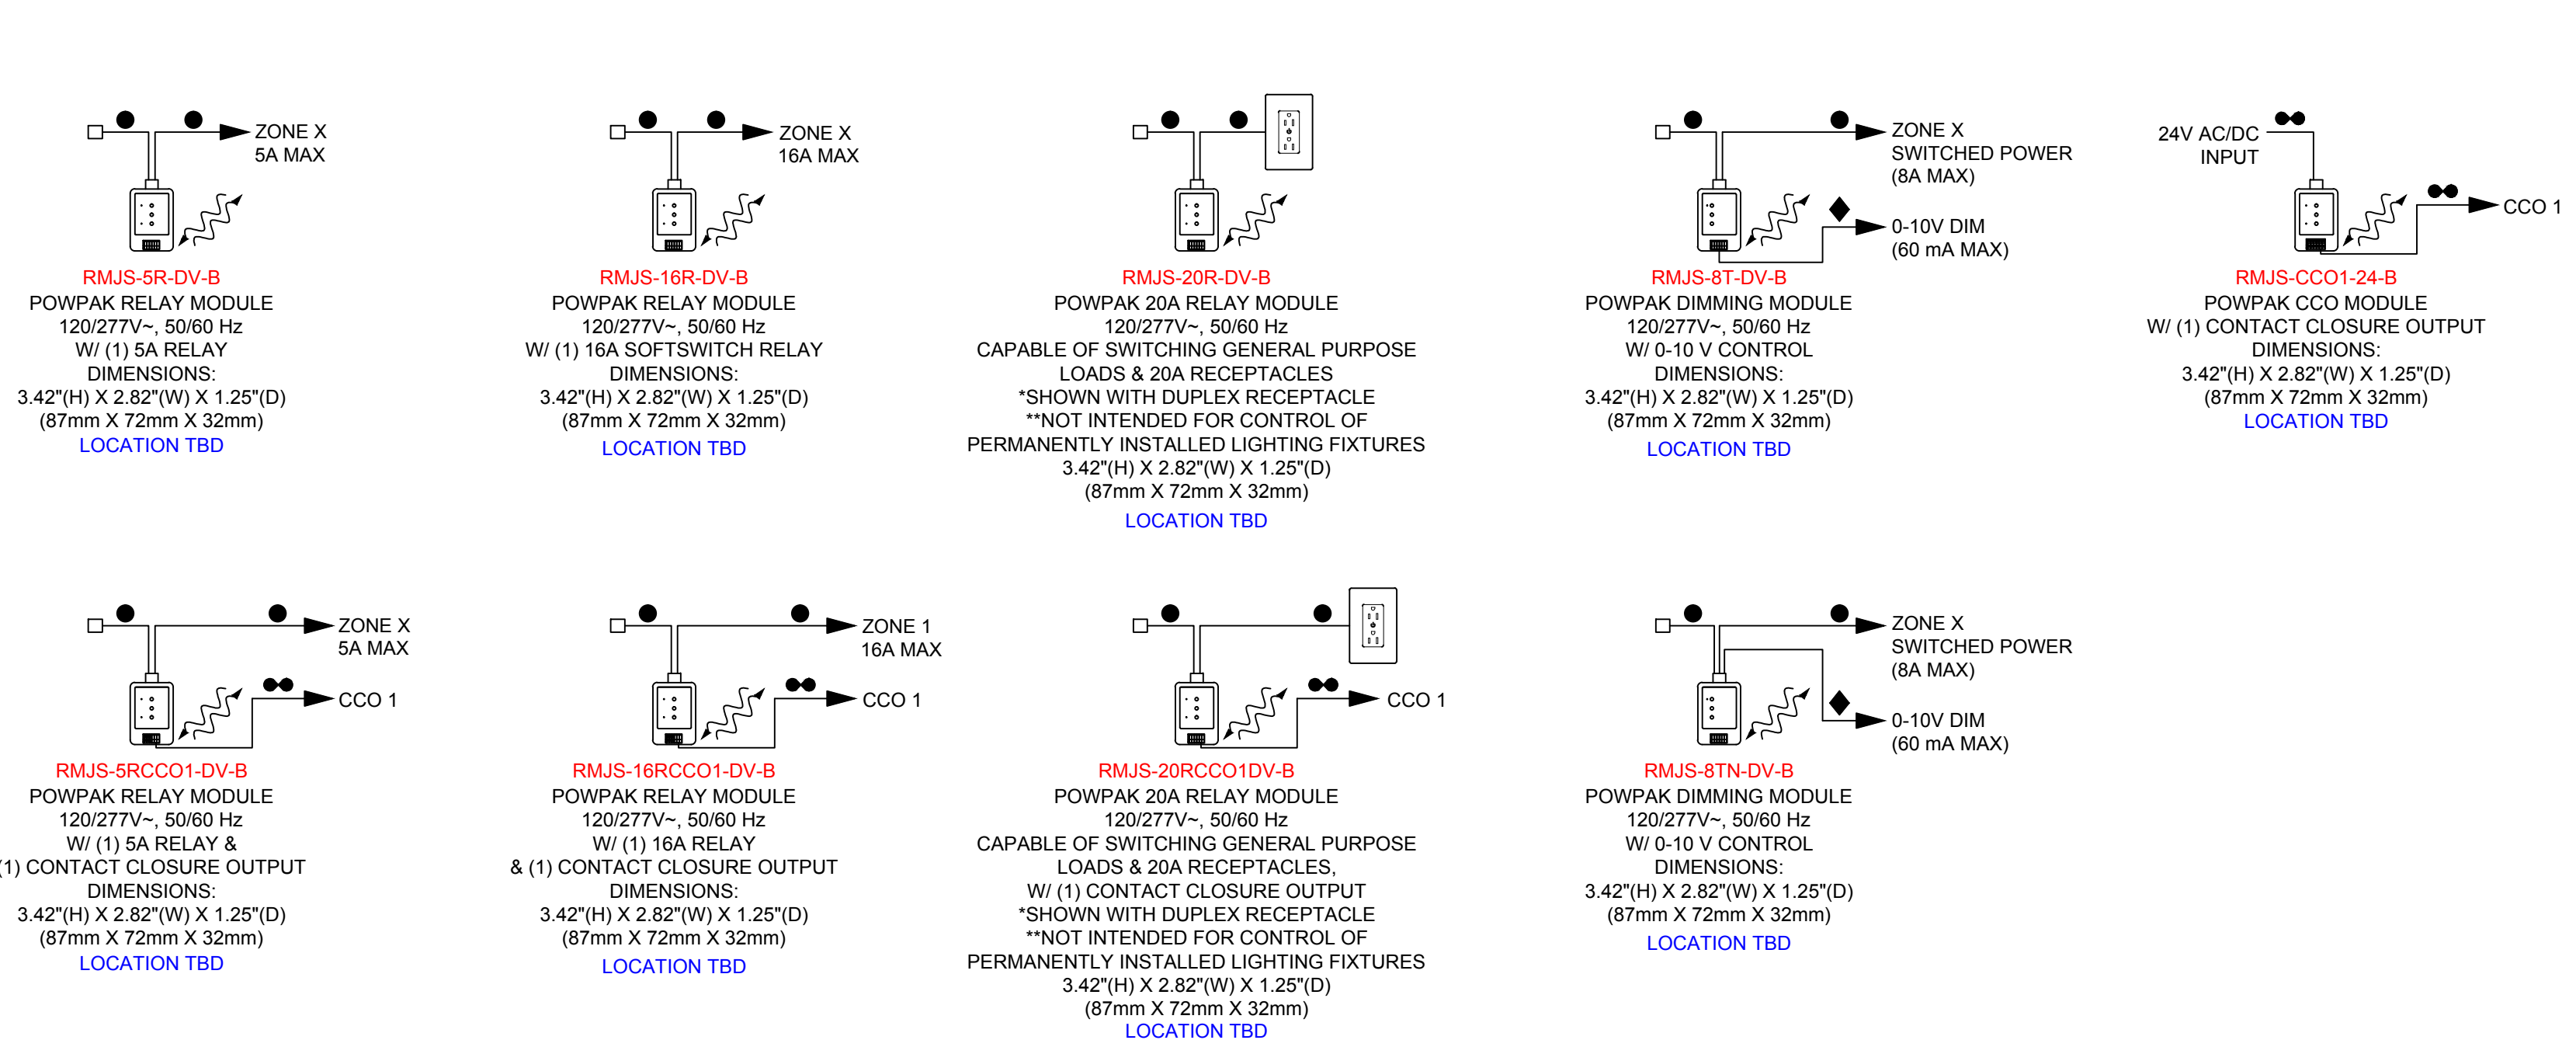 ZONE X
5A MAX
RMJS-5R-DV-B
POWPAK RELAY MODULE
120/277V~, 50/60 Hz
W/ (1) 5A RELAY
DIMENSIONS:
3.42"(H) X 2.82"(W) X 1.25"(D)
(87mm X 72mm X 32mm)
LOCATION TBD
ZONE X
16A MAX
RMJS-16R-DV-B
POWPAK RELAY MODULE
120/277V~, 50/60 Hz
W/ (1) 16A SOFTSWITCH RELAY
DIMENSIONS:
3.42"(H) X 2.82"(W) X 1.25"(D)
(87mm X 72mm X 32mm)
LOCATION TBD
RMJS-20R-DV-B
POWPAK 20A RELAY MODULE
120/277V~, 50/60 Hz
CAPABLE OF SWITCHING GENERAL PURPOSE
LOADS & 20A RECEPTACLES
*SHOWN WITH DUPLEX RECEPTACLE
**NOT INTENDED FOR CONTROL OF
PERMANENTLY INSTALLED LIGHTING FIXTURES
3.42"(H) X 2.82"(W) X 1.25"(D)
(87mm X 72mm X 32mm)
LOCATION TBD
ZONE X
SWITCHED POWER
(8A MAX)
0-10V DIM
(60 mA MAX)
RMJS-8T-DV-B
POWPAK DIMMING MODULE
120/277V~, 50/60 Hz
W/ 0-10 V CONTROL
DIMENSIONS:
3.42"(H) X 2.82"(W) X 1.25"(D)
(87mm X 72mm X 32mm)
LOCATION TBD
24V AC/DC
INPUT
CCO 1
RMJS-CCO1-24-B
POWPAK CCO MODULE
W/ (1) CONTACT CLOSURE OUTPUT
DIMENSIONS:
3.42"(H) X 2.82"(W) X 1.25"(D)
(87mm X 72mm X 32mm)
LOCATION TBD
ZONE X
5A MAX
CCO 1
RMJS-5RCCO1-DV-B
POWPAK RELAY MODULE
120/277V~, 50/60 Hz
W/ (1) 5A RELAY &
(1) CONTACT CLOSURE OUTPUT
DIMENSIONS:
3.42"(H) X 2.82"(W) X 1.25"(D)
(87mm X 72mm X 32mm)
LOCATION TBD
ZONE 1
16A MAX
CCO 1
RMJS-16RCCO1-DV-B
POWPAK RELAY MODULE
120/277V~, 50/60 Hz
W/ (1) 16A RELAY
& (1) CONTACT CLOSURE OUTPUT
DIMENSIONS:
3.42"(H) X 2.82"(W) X 1.25"(D)
(87mm X 72mm X 32mm)
LOCATION TBD
CCO 1
RMJS-20RCCO1DV-B
POWPAK 20A RELAY MODULE
120/277V~, 50/60 Hz
CAPABLE OF SWITCHING GENERAL PURPOSE
LOADS & 20A RECEPTACLES,
W/ (1) CONTACT CLOSURE OUTPUT
*SHOWN WITH DUPLEX RECEPTACLE
**NOT INTENDED FOR CONTROL OF
PERMANENTLY INSTALLED LIGHTING FIXTURES
3.42"(H) X 2.82"(W) X 1.25"(D)
(87mm X 72mm X 32mm)
LOCATION TBD
ZONE X
SWITCHED POWER
(8A MAX)
0-10V DIM
(60 mA MAX)
RMJS-8TN-DV-B
POWPAK DIMMING MODULE
120/277V~, 50/60 Hz
W/ 0-10 V CONTROL
DIMENSIONS:
3.42"(H) X 2.82"(W) X 1.25"(D)
(87mm X 72mm X 32mm)
LOCATION TBD